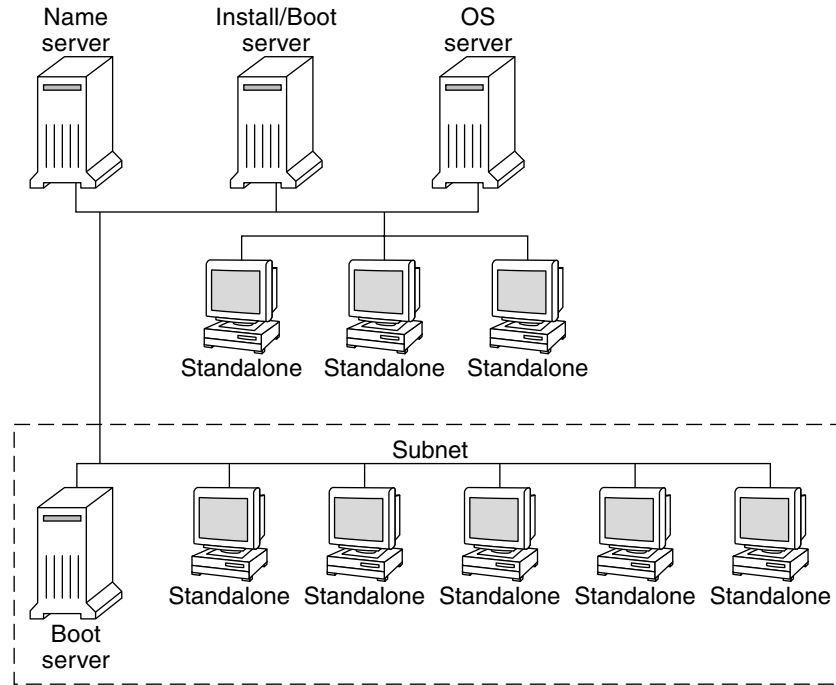 Name
server
Install/Boot
server
OS
server
Standalone
Standalone
Standalone
Subnet
Boot
server
Standalone
Standalone
Standalone
Standalone
Standalone